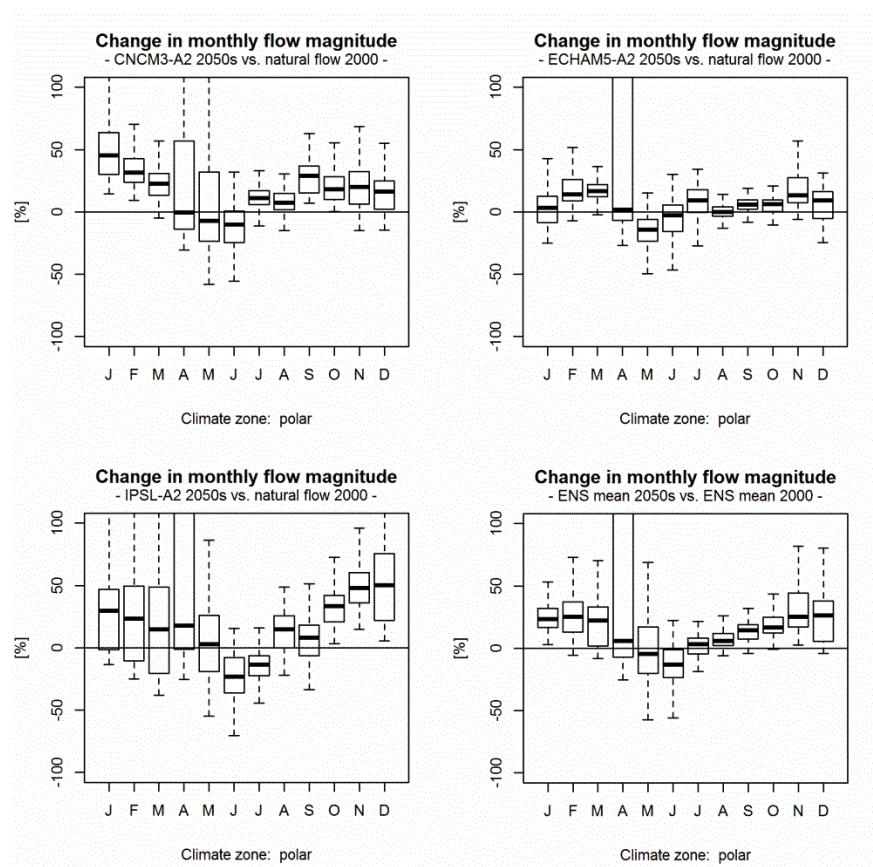 Change in monthly flow magnitude
- CNCM3-A2 2050s vs. natural flow 2000 -
[%]
100
50
0
-50
-100
J F M A M J J A S O N D
Climate zone: polar
Change in monthly flow magnitude
- ECHAM5-A2 2050s vs. natural flow 2000 -
[%]
100
50
0
-50
-100
J F M A M J J A S O N D
Climate zone: polar
Change in monthly flow magnitude
- IPSL-A2 2050s vs. natural flow 2000 -
[%]
100
50
0
-50
-100
J F M A M J J A S O N D
Climate zone: polar
Change in monthly flow magnitude
- ENS mean 2050s vs. ENS mean 2000 -
[%]
100
50
0
-50
-100
J F M A M J J A S O N D
Climate zone: polar